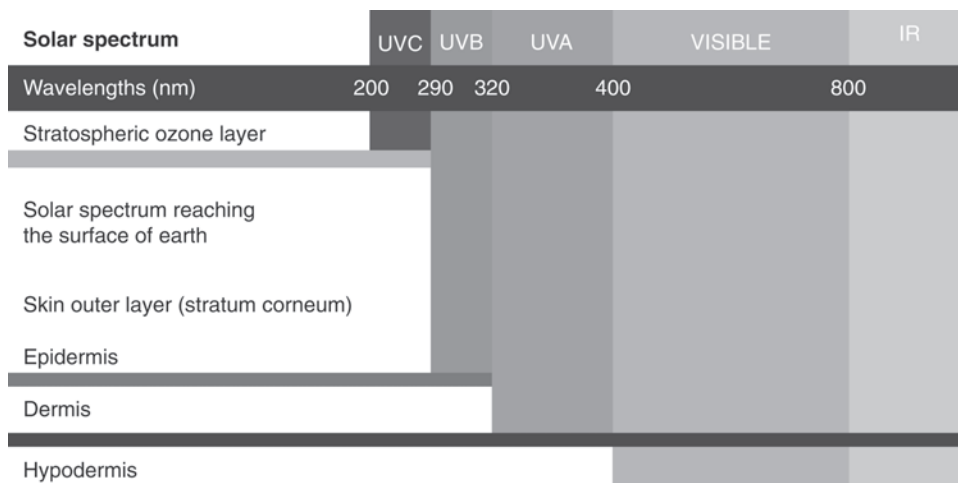 Solar spectrum UVC UVB UVA VISIBLE IR
Wavelengths (nm) 200 290 320 400 800
Stratospheric ozone layer
Solar spectrum reaching
the surface of earth
Skin outer layer (stratum corneum)
Epidermis
Dermis
Hypodermis